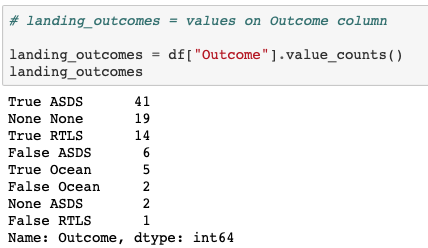 # landing_outcomes = values on Outcome column
landing_outcomes = df["Outcome"].value_counts()
landing_outcomes
True ASDS      41
None None      19
True RTLS      14
False ASDS      6
True Ocean      5
False Ocean     2
None ASDS       2
False RTLS      1
Name: Outcome, dtype: int64